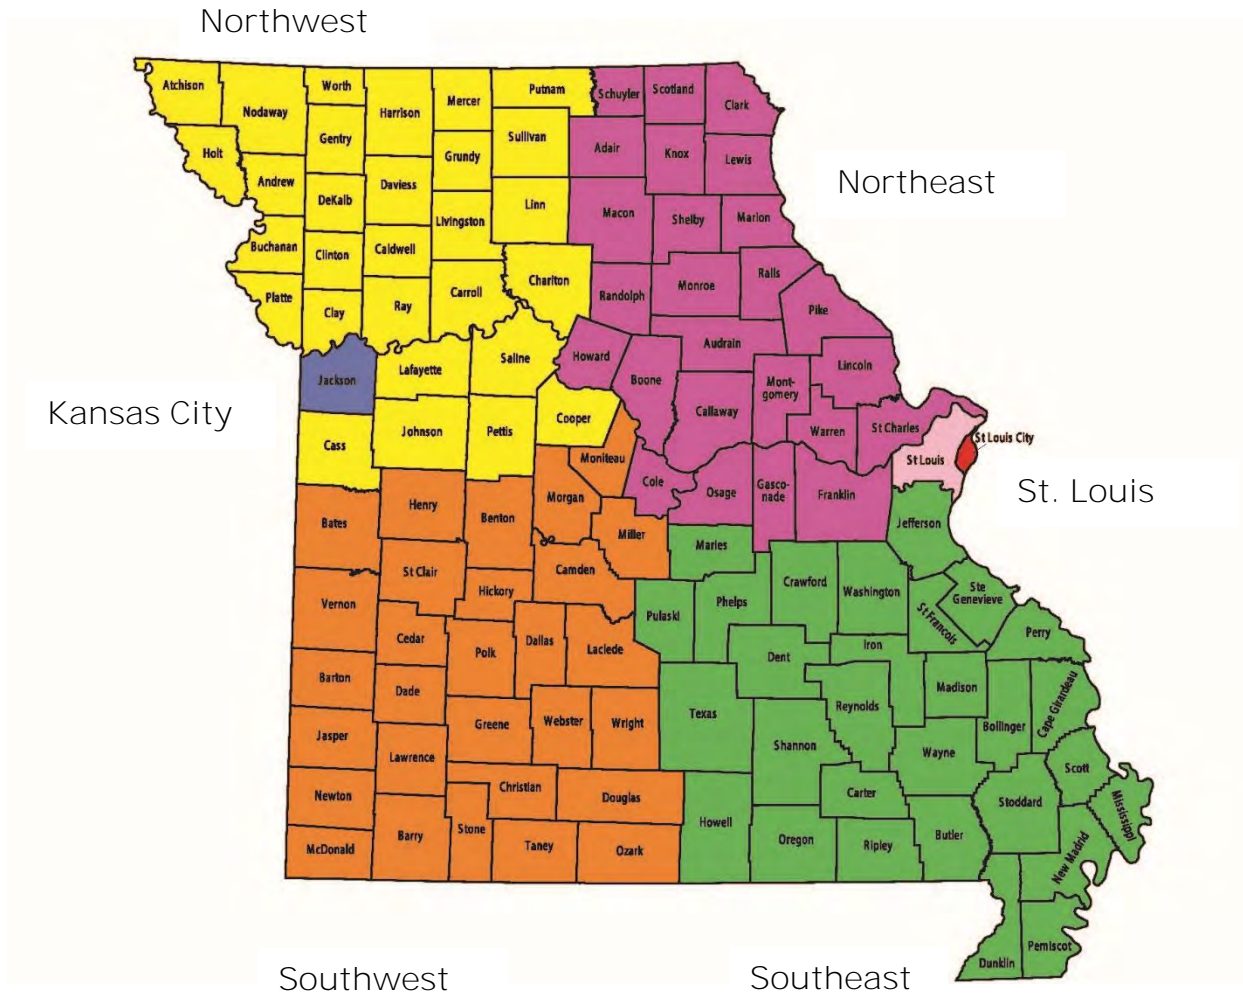 Northwest
Atchison
Nodaway
Worth
Harrison
Mercer
Putnam
Schuyler
Scotland
Clark
Holt
Gentry
Sullivan
Grundy
Adair
Knox
Lewis
Northeast
Andrew
DeKalb
Daviess
Livingston
Linn
Macon
Shelby
Marion
Buchanan
Clinton
Caldwell
Platte
Clay
Ray
Carroll
Chariton
Randolph
Monroe
Ralls
Pike
Jackson
Lafayette
Saline
Howard
Boone
Audrain
Lincoln
Mont-
gomery
Callaway
Warren
St Charles
Kansas City
Cass
Johnson
Pettis
Cooper
Moniteau
Cole
Osage
Gasco-
nade
Franklin
St Louis
St Louis City
St. Louis
Bates
Henry
Benton
Morgan
Miller
Maries
Jefferson
St Clair
Hickory
Camden
Pulaski
Phelps
Crawford
Washington
St Francois
Ste
Genevieve
Perry
Vernon
Cedar
Polk
Dallas
Laclede
Dent
Iron
Madison
Barton
Dade
Greene
Webster
Wright
Texas
Shannon
Reynolds
Wayne
Bollinger
Cape Girardeau
Jasper
Lawrence
Christian
Douglas
Howell
Carter
Butler
Stoddard
Scott
Mississippi
Newton
McDonald
Barry
Stone
Taney
Ozark
Oregon
Ripley
New Madrid
Dunklin
Pemiscot
Southwest
Southeast